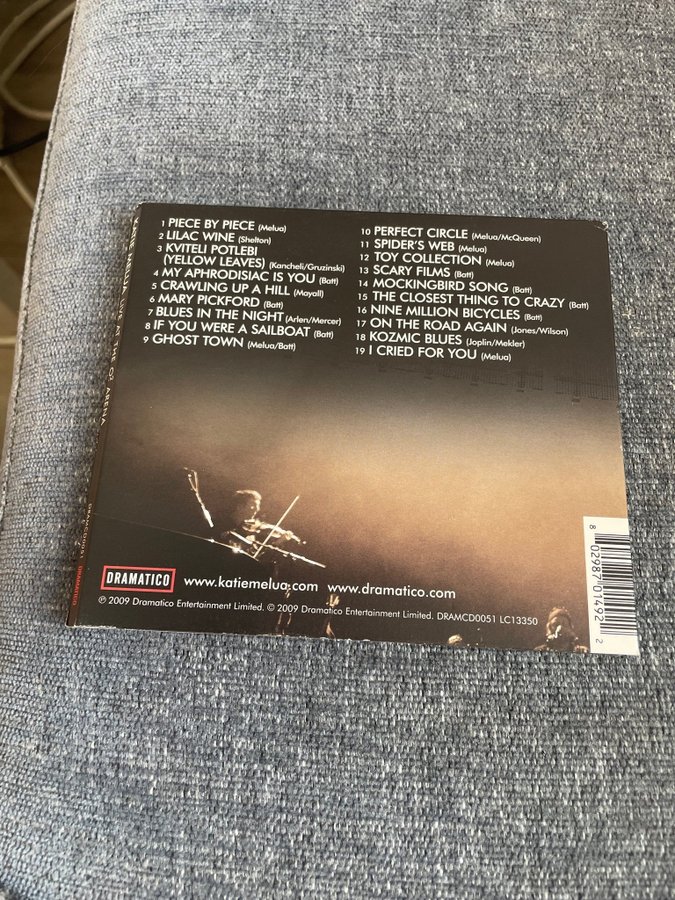 1 PIECE BY PIECE (Melua)
2 LILAC WINE (Shelton)
3 KVITELI POTLEBI
(YELLOW LEAVES) (Kancheli/Gruzinski)
4 MY APHRODISIAC IS YOU (Batt)
5 CRAWLING UP A HILL (Mayall)
6 MARY PICKFORD (Batt)
7 BLUES IN THE NIGHT (Arlen/Mercer)
8 IF YOU WERE A SAILBOAT (Batt)
9 GHOST TOWN (Melua/Batt)
10 PERFECT CIRCLE (Melua/McQueen)
11 SPIDER'S WEB (Melua)
12 TOY COLLECTION (Melua)
13 SCARY FILMS (Batt)
14 MOCKINGBIRD SONG (Batt)
15 THE CLOSEST THING TO CRAZY (Batt)
16 NINE MILLION BICYCLES (Batt)
17 ON THE ROAD AGAIN (Jones/Wilson)
18 KOZMIC BLUES (Joplin/Mekler)
19 I CRIED FOR YOU (Melua)
KATIE MELUA LIVE AT THE O² ARENA
DRAMCD0051
DRAMATICO
DRAMATICO www.katiemelua.com www.dramatico.com
℗ 2009 Dramatico Entertainment Limited. © 2009 Dramatico Entertainment Limited. DRAMCD0051 LC13350
8 02987 01492 2